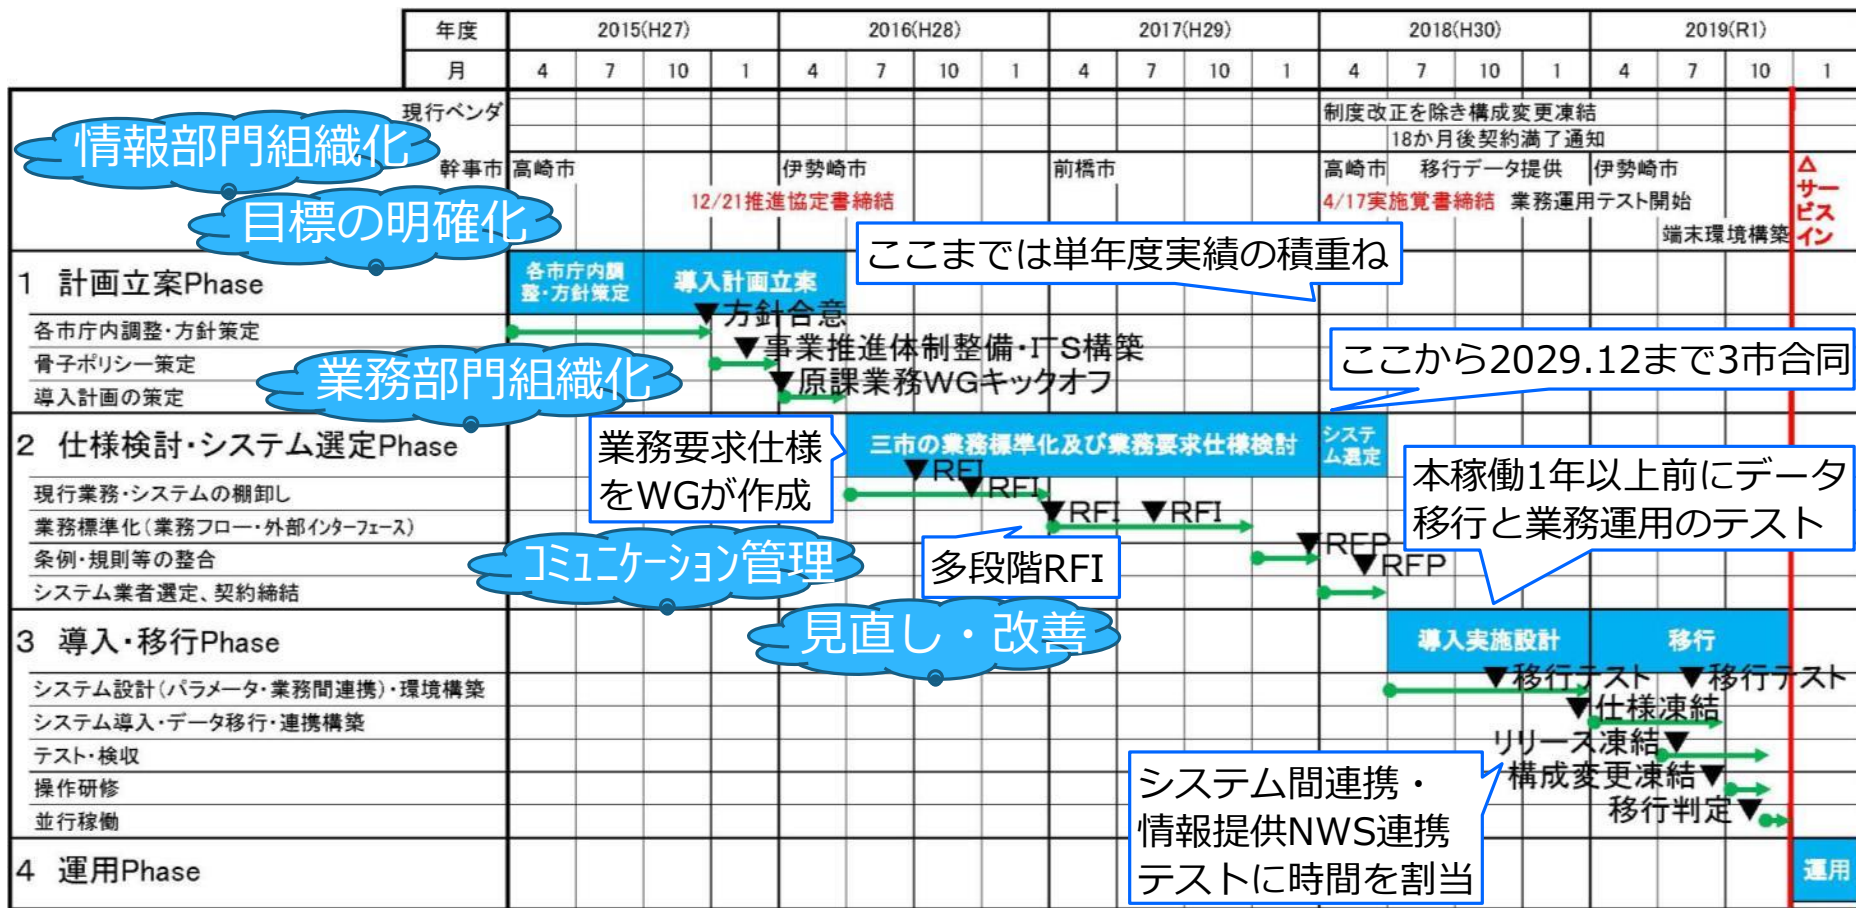 年度 2015(H27) 2016(H28) 2017(H29) 2018(H30) 2019(R1)
月 4 7 10 1 4 7 10 1 4 7 10 1 4 7 10 1 4 7 10 1
現行ベンダ 制度改正を除き構成変更凍結
18か月後契約満了通知
情報部門組織化
幹事市 高崎市 伊勢崎市 前橋市 高崎市 移行データ提供 伊勢崎市
12/21推進協定書締結 4/17実施覚書締結 業務運用テスト開始
端末環境構築
△
サー
ビス
イン
目標の明確化
ここまでは単年度実績の積重ね
1 計画立案Phase
各市庁内調
整・方針策定
導入計画立案
▼方針合意
各市庁内調整・方針策定
▼事業推進体制整備・ITS構築
骨子ポリシー策定
▼原課業務WGキックオフ
導入計画の策定
業務部門組織化
ここから2029.12まで3市合同
2 仕様検討・システム選定Phase
業務要求仕様
をWGが作成
三市の業務標準化及び業務要求仕様検討
システ
ム選定
▼RFI
▼RFI
現行業務・システムの棚卸し
▼RFI ▼RFI
業務標準化(業務フロー・外部インターフェース)
▼RFP
条例・規則等の整合
▼RFP
システム業者選定、契約締結
コミュニケーション管理
多段階RFI
本稼働1年以上前にデータ
移行と業務運用のテスト
見直し・改善
3 導入・移行Phase
導入実施設計 移行
▼移行テスト ▼移行テスト
システム設計(パラメータ・業務間連携)・環境構築
▼仕様凍結
システム導入・データ移行・連携構築
リリース凍結▼
テスト・検収
構成変更凍結▼
操作研修
移行判定▼
並行稼働
システム間連携・
情報提供NWS連携
テストに時間を割当
4 運用Phase
運用